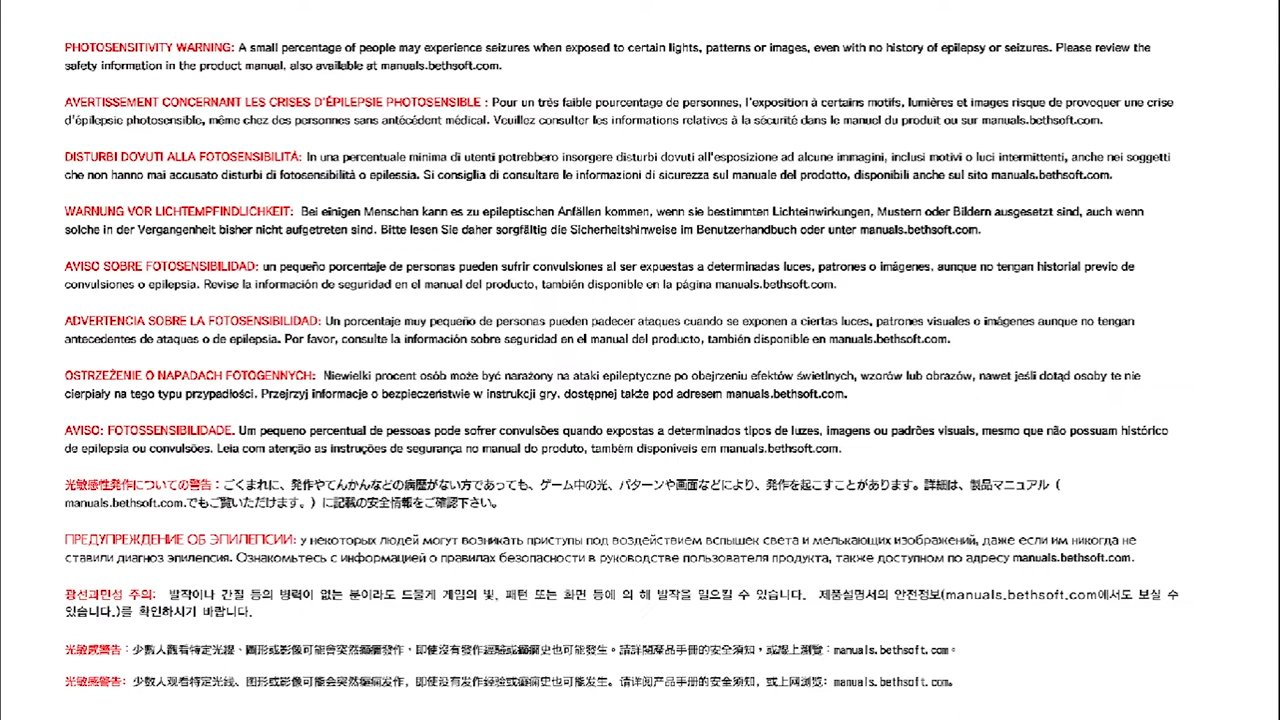 PHOTOSENSITIVITY WARNING: A small percentage of people may experience seizures when exposed to certain lights, patterns or images, even with no history of epilepsy or seizures. Please review the
safety information in the product manual, also available at manuals.bethsoft.com.
AVERTISSEMENT CONCERNANT LES CRISES D'ÉPILEPSIE PHOTOSENSIBLE : Pour un très faible pourcentage de personnes, l'exposition à certains motifs, lumières et images risque de provoquer une crise
d'épilepsie photosensible, même chez des personnes sans antécédent médical. Veuillez consulter les informations relatives à la sécurité dans le manuel du produit ou sur manuals.bethsoft.com.
DISTURBI DOVUTI ALLA FOTOSENSIBILITÀ: In una percentuale minima di utenti potrebbero insorgere disturbi dovuti all'esposizione ad alcune immagini, inclusi motivi o luci intermittenti, anche nei soggetti
che non hanno mai accusato disturbi di fotosensibilità o epilessia. Si consiglia di consultare le informazioni di sicurezza sul manuale del prodotto, disponibili anche sul sito manuals.bethsoft.com.
WARNUNG VOR LICHTEMPFINDLICHKEIT: Bei einigen Menschen kann es zu epileptischen Anfällen kommen, wenn sie bestimmten Lichteinwirkungen, Mustern oder Bildern ausgesetzt sind, auch wenn
solche in der Vergangenheit bisher nicht aufgetreten sind. Bitte lesen Sie daher sorgfältig die Sicherheitshinweise im Benutzerhandbuch oder unter manuals.bethsoft.com.
AVISO SOBRE FOTOSENSIBILIDAD: un pequeño porcentaje de personas pueden sufrir convulsiones al ser expuestas a determinadas luces, patrones o imágenes, aunque no tengan historial previo de
convulsiones o epilepsia. Revise la información de seguridad en el manual del producto, también disponible en la página manuals.bethsoft.com.
ADVERTENCIA SOBRE LA FOTOSENSIBILIDAD: Un porcentaje muy pequeño de personas pueden padecer ataques cuando se exponen a ciertas luces, patrones visuales o imágenes aunque no tengan
antecedentes de ataques o de epilepsia. Por favor, consulte la información sobre seguridad en el manual del producto, también disponible en manuals.bethsoft.com.
OSTRZEŻENIE O NAPADACH FOTOGENNYCH: Niewielki procent osób może być narażony na ataki epileptyczne po obejrzeniu efektów świetlnych, wzorów lub obrazów, nawet jeśli dotąd osoby te nie
cierpiały na tego typu przypadłości. Przejrzyj informacje o bezpieczeństwie w instrukcji gry, dostępnej także pod adresem manuals.bethsoft.com.
AVISO: FOTOSSENSIBILIDADE. Um pequeno percentual de pessoas pode sofrer convulsões quando expostas a determinados tipos de luzes, imagens ou padrões visuais, mesmo que não possuam histórico
de epilepsia ou convulsões. Leia com atenção as instruções de segurança no manual do produto, também disponíveis em manuals.bethsoft.com.
光敏感性発作についての警告：ごくまれに、発作やてんかんなどの病歴がない方であっても、ゲーム中の光、パターンや画面などにより、発作を起こすことがあります。詳細は、製品マニュアル（
manuals.bethsoft.com.でもご覧いただけます。）に記載の安全情報をご確認下さい。
ПРЕДУПРЕЖДЕНИЕ ОБ ЭПИЛЕПСИИ: у некоторых людей могут возникать приступы под воздействием вспышек света и мелькающих изображений, даже если им никогда не
ставили диагноз эпилепсия. Ознакомьтесь с информацией о правилах безопасности в руководстве пользователя продукта, также доступном по адресу manuals.bethsoft.com.
광선과민성 주의: 발작이나 간질 등의 병력이 없는 분이라도 드물게 게임의 빛, 패턴 또는 화면 등에 의 해 발작을 일으킬 수 있습니다. 제품설명서의 안전정보(manuals.bethsoft.com에서도 보실 수
있습니다.)를 확인하시기 바랍니다.
光敏感警告：少數人觀看特定光線、圖形或影像可能會突然癲癇發作，即使沒有發作經驗或癲癇史也可能發生。請詳閱產品手冊的安全須知，或線上瀏覽：manuals.bethsoft.com。
光敏感警告: 少数人观看特定光线、图形或影像可能会突然癫痫发作，即使没有发作经验或癫痫史也可能发生。请详阅产品手册的安全须知，或上网浏览: manuals.bethsoft.com。